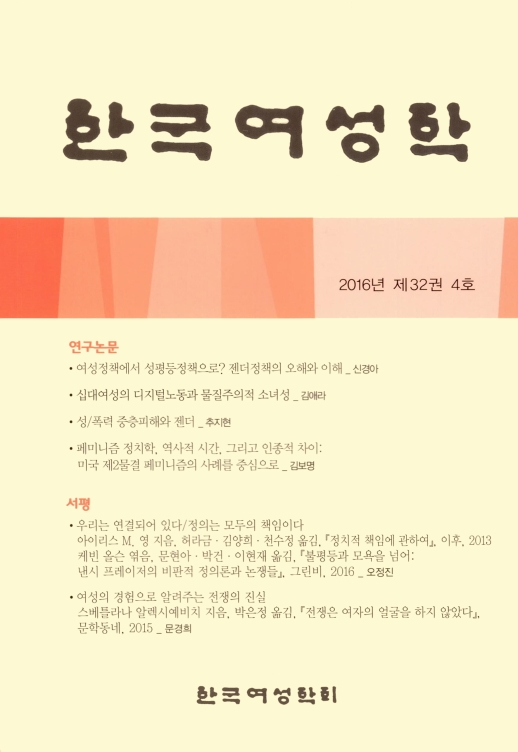 한국여성학
2016년 제32권 4호
연구논문
• 여성정책에서 성평등정책으로? 젠더정책의 오해와 이해 _ 신경아
• 십대여성의 디지털노동과 물질주의적 소녀성 _ 김애라
• 성/폭력 중층피해와 젠더 _ 추지현
• 페미니즘 정치학, 역사적 시간, 그리고 인종적 차이:
미국 제2물결 페미니즘의 사례를 중심으로 _ 김보명
서평
• 우리는 연결되어 있다/정의는 모두의 책임이다
아이리스 M. 영 지음, 허라금 · 김양희 · 천수정 옮김, 『정치적 책임에 관하여』, 이후, 2013
케빈 올슨 엮음, 문현아 · 박건 · 이현재 옮김, 『불평등과 모욕을 넘어:
낸시 프레이저의 비판적 정의론과 논쟁들』, 그린비, 2016 _ 오정진
• 여성의 경험으로 알려주는 전쟁의 진실
스베틀라나 알렉시예비치 지음, 박은정 옮김, 『전쟁은 여자의 얼굴을 하지 않았다』,
문학동네, 2015 _ 문경희
한국여성학회